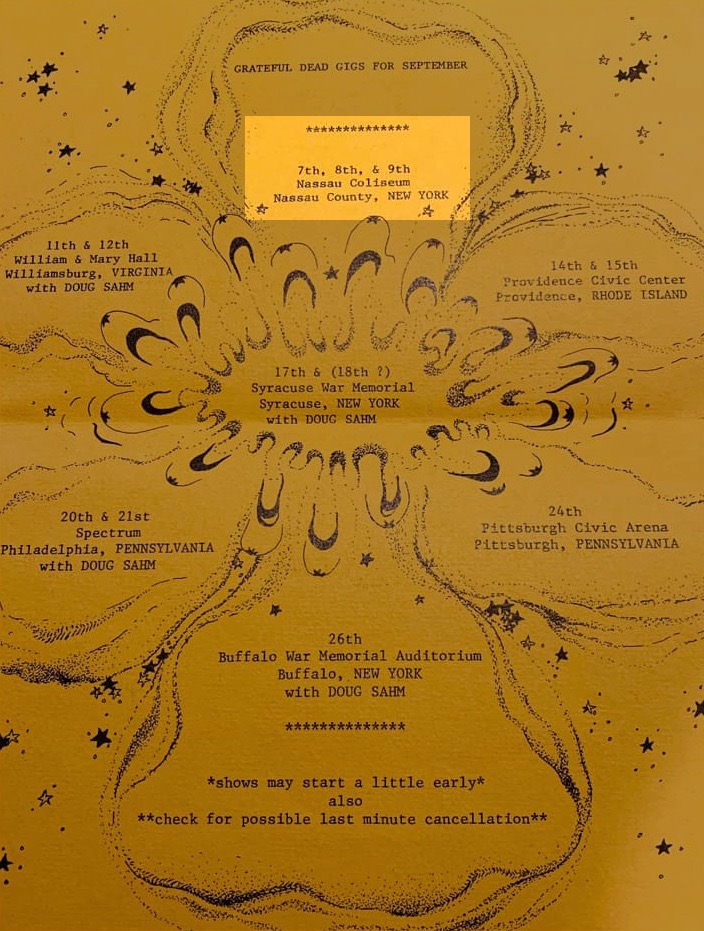 GRATEFUL DEAD GIGS FOR SEPTEMBER
**************
7th, 8th, & 9th
Nassau Coliseum
Nassau County, NEW YORK
11th & 12th
William & Mary Hall
Williamsburg, VIRGINIA
with DOUG SAHM
14th & 15th
Providence Civic Center
Providence, RHODE ISLAND
17th & (18th ?)
Syracuse War Memorial
Syracuse, NEW YORK
with DOUG SAHM
20th & 21st
Spectrum
Philadelphia, PENNSYLVANIA
with DOUG SAHM
24th
Pittsburgh Civic Arena
Pittsburgh, PENNSYLVANIA
26th
Buffalo War Memorial Auditorium
Buffalo, NEW YORK
with DOUG SAHM
**************
*shows may start a little early*
also
**check for possible last minute cancellation**